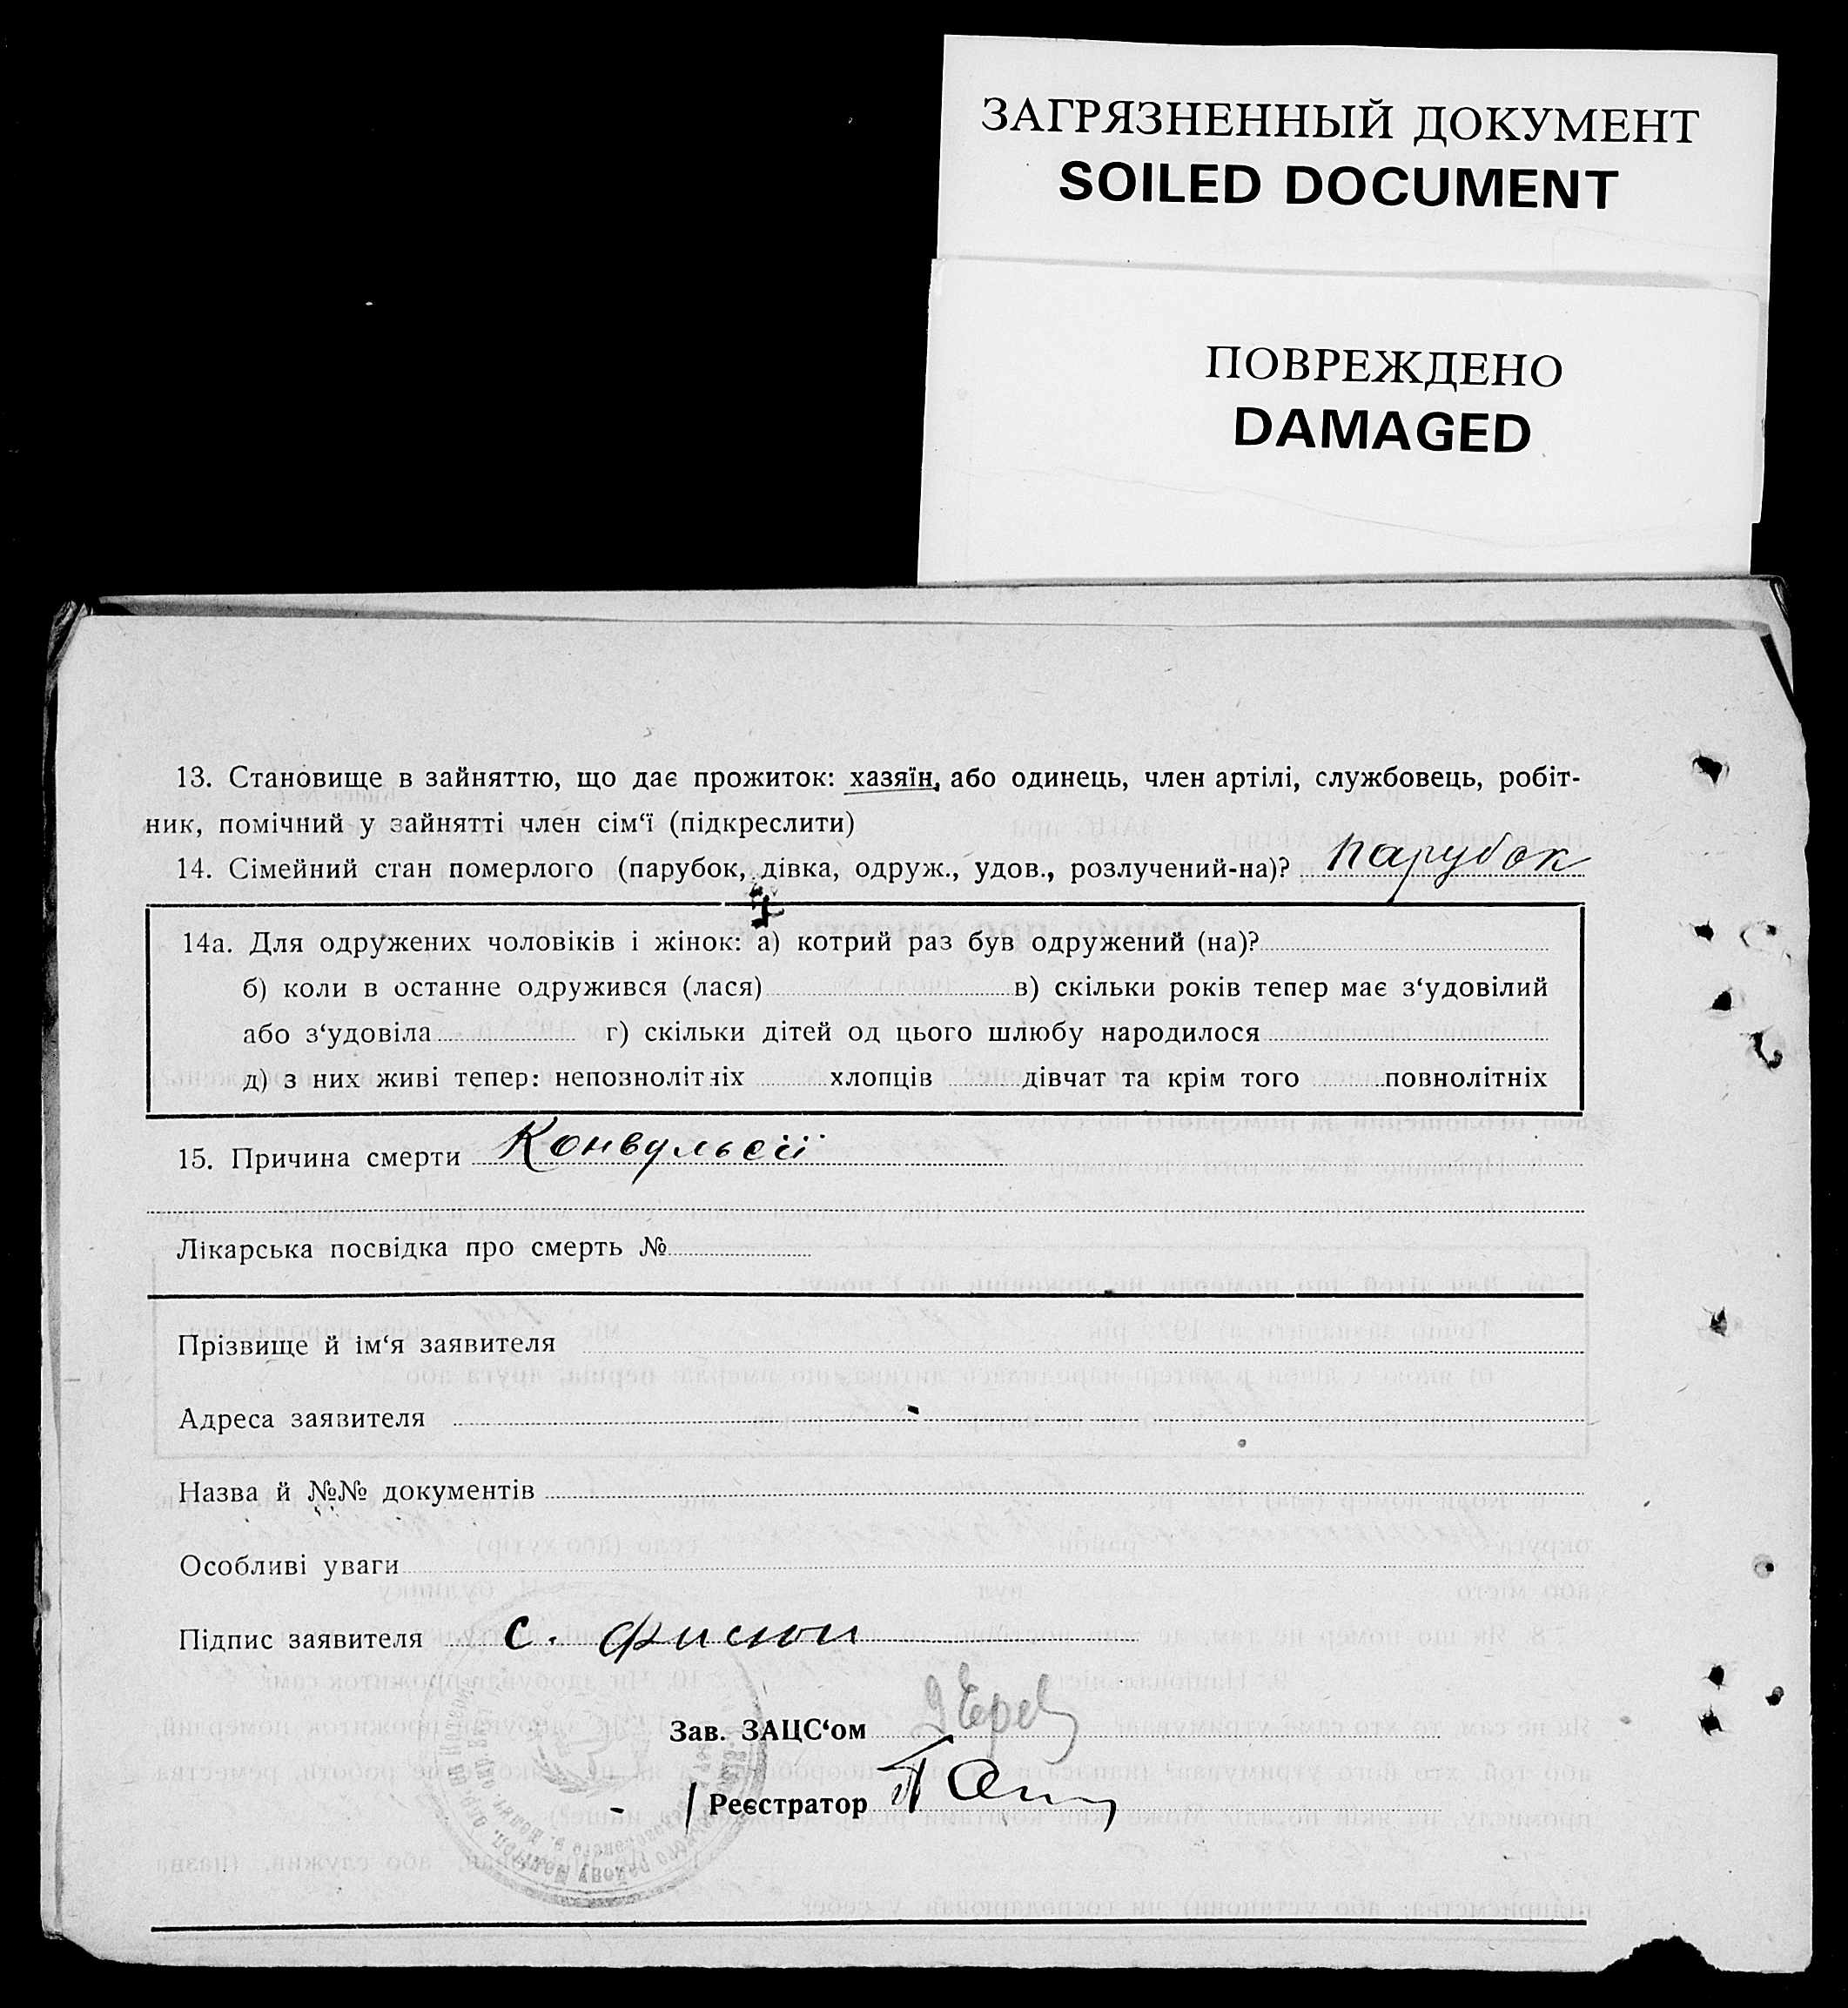 ЗАГРЯЗНЕННЫЙ ДОКУМЕНТ
SOILED DOCUMENT
ПОВРЕЖДЕНО
DAMAGED
13. Становище в зайняттю, що дає прожиток: хазяїн, або одинець, член артілі, службовець, робіт-
ник, помічний у зайнятті член сім‘ї (підкреслити)
14. Сімейний стан померлого (парубок, дівка, одруж., удов., розлучений-на)? парубок
14а. Для одружених чоловіків і жінок: а) котрий раз був одружений (на)?
б) коли в останне одружився (лася) в) скільки років тепер має з‘удовілий
або з‘удовіла г) скільки дітей од цього шлюбу народилося
д) з них живі тепер: неповнолітніх хлопців дівчат та крім того повнолітніх
15. Причина смерти Конвульсії
Лікарська посвідка про смерть №
Прізвище й ім‘я заявителя
Адреса заявителя
Назва й №№ документів
Особливі уваги
Підпис заявителя С.
Зав. ЗАЦС‘ом
Реєстратор